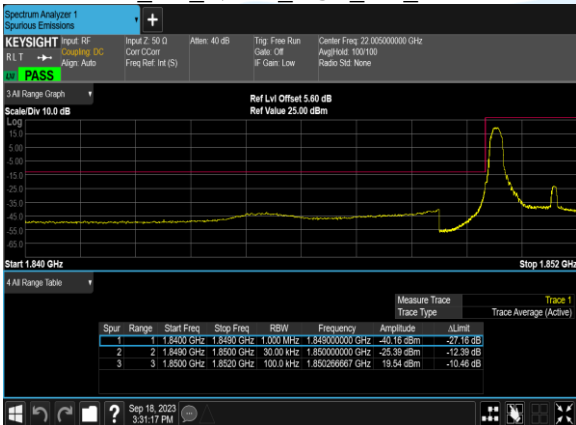 Spectrum Analyzer 1
Spurious Emissions
+
KEYSIGHT Input: RF Input Z: 50 Ω Atten: 40 dB Trig: Free Run Center Freq: 22.005000000 GHz
RLT Coupling: DC Corr CCorr Gate: Off Avg|Hold: 100/100
Align: Auto Freq Ref: Int (S) IF Gain: Low Radio Std: None
PASS
3 All Range Graph
Ref Lvl Offset 5.60 dB
Scale/Div 10.0 dB Ref Value 25.00 dBm
Log
15.0
5.00
-5.00
-15.0
-25.0
-35.0
-45.0
-55.0
-65.0
Start 1.840 GHz Stop 1.852 GHz
4 All Range Table
Measure Trace Trace 1
Trace Type Trace Average (Active)
Spur Range Start Freq Stop Freq RBW Frequency Amplitude ΔLimit
1 1 1.8400 GHz 1.8490 GHz 1.000 MHz 1.849000000 GHz -40.16 dBm -27.16 dB
2 2 1.8490 GHz 1.8500 GHz 30.00 kHz 1.850000000 GHz -25.39 dBm -12.39 dB
3 3 1.8500 GHz 1.8520 GHz 100.0 kHz 1.850266667 GHz 19.54 dBm -10.46 dB
? Sep 18, 2023
3:31:17 PM